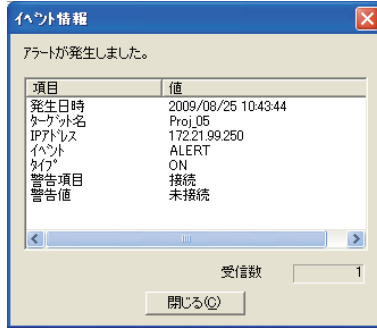 ｲﾍﾞﾝﾄ情報
アラートが発生しました。
項目 値
発生日時 2009/08/25 10:43:44
ﾀｰｹﾞｯﾄ名 Proj_05
IPｱﾄﾞﾚｽ 172.21.99.250
ｲﾍﾞﾝﾄ ALERT
ﾀｲﾌﾟ ON
警告項目 接続
警告値 未接続
受信数 1
閉じる(C)